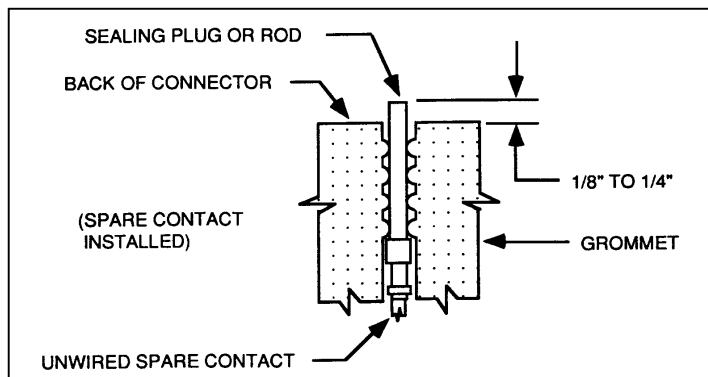 SEALING PLUG OR ROD
BACK OF CONNECTOR
1/8" TO 1/4"
(SPARE CONTACT
INSTALLED)
GROMMET
UNWIRED SPARE CONTACT